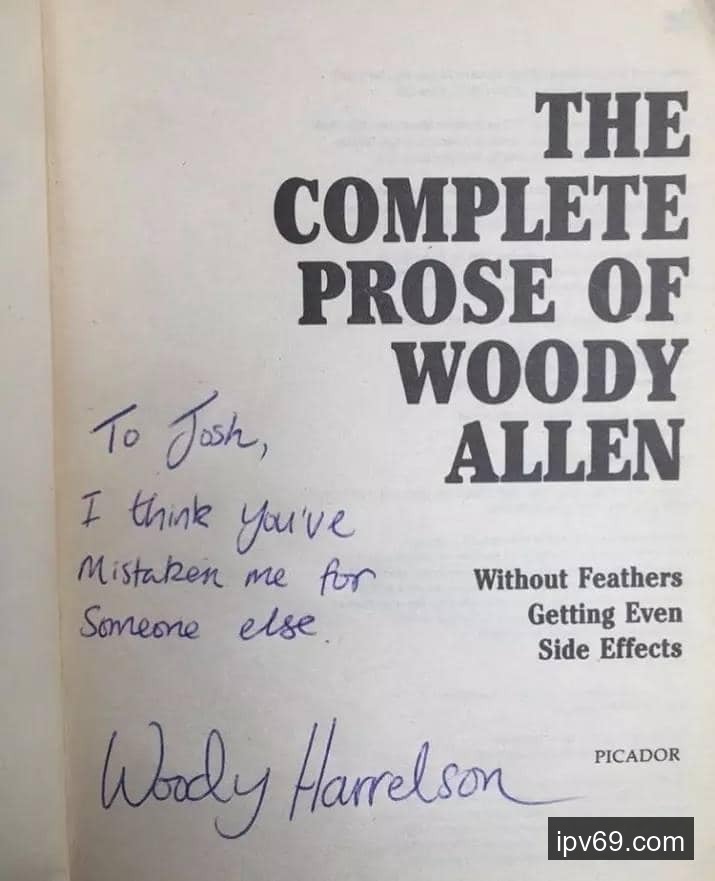 THE
COMPLETE
PROSE OF
WOODY
ALLEN
To Josh,
I think you've
Mistaken me for
Someone else.
Without Feathers
Getting Even
Side Effects
Woody Harrelson
PICADOR
ipv69.com